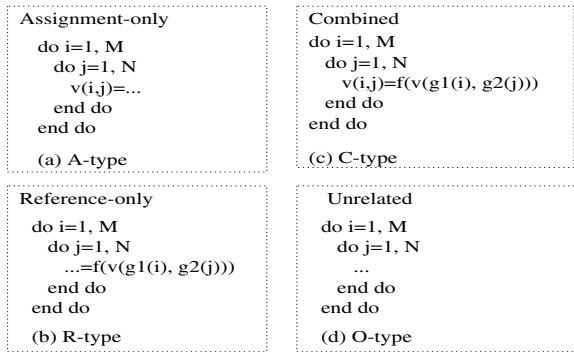 Assignment-only
do i=1, M
do j=1, N
v(i,j)=...
end do
end do
(a) A-type
Combined
do i=1, M
do j=1, N
v(i,j)=f(v(g1(i), g2(j)))
end do
end do
(c) C-type
Reference-only
do i=1, M
do j=1, N
...=f(v(g1(i), g2(j)))
end do
end do
(b) R-type
Unrelated
do i=1, M
do j=1, N
...
end do
end do
(d) O-type